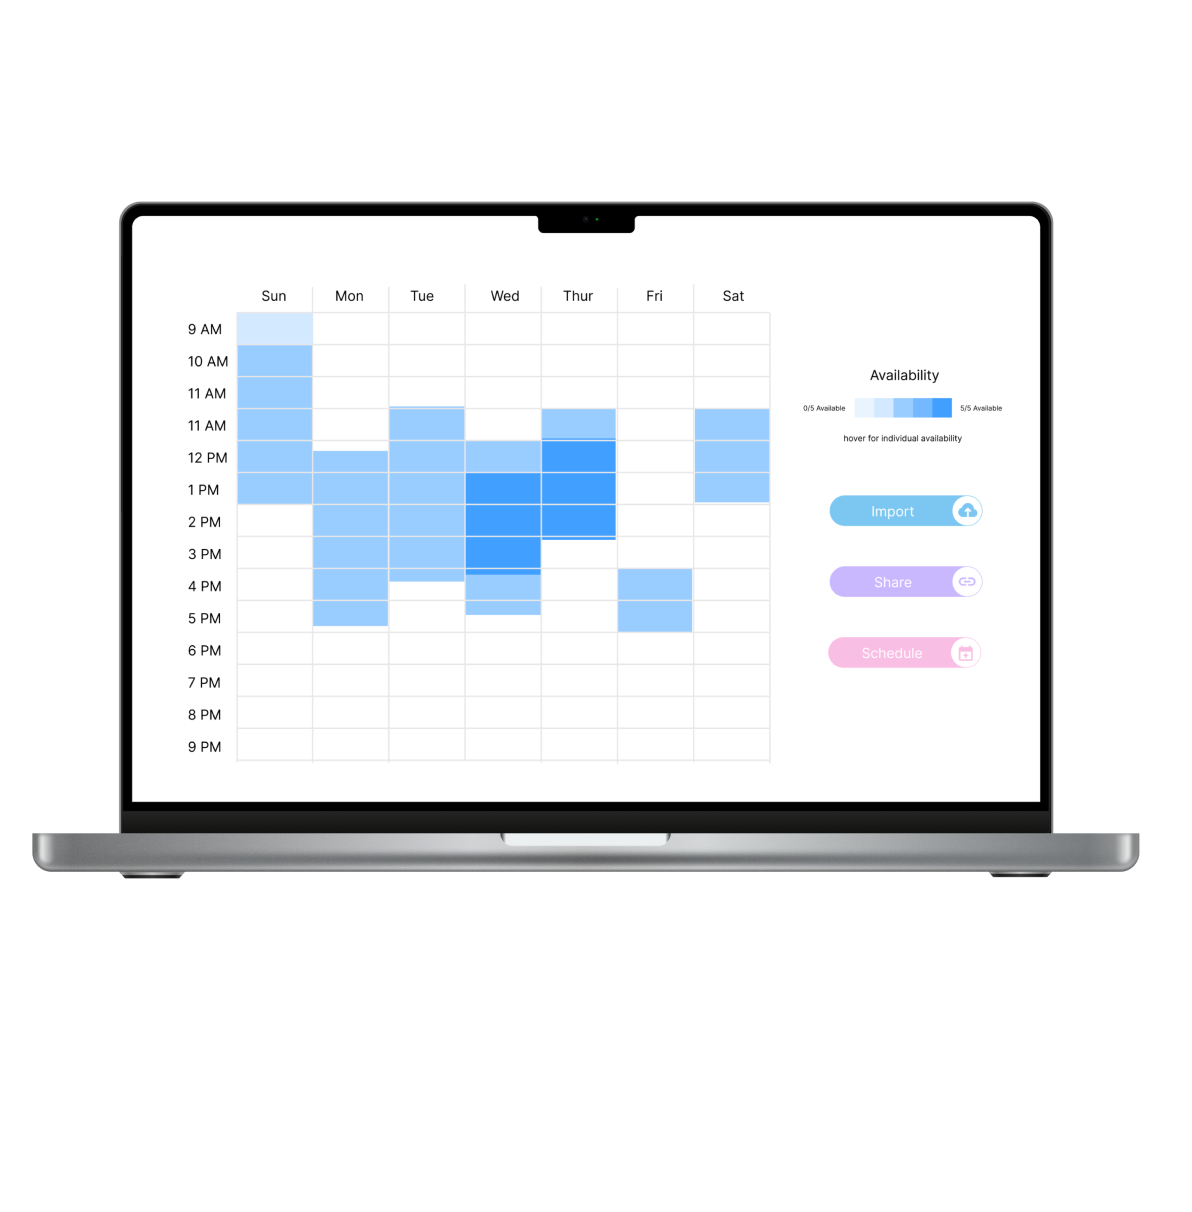 Sun Mon Tue Wed Thur Fri Sat
9 AM
10 AM
11 AM
11 AM
12 PM
1 PM
2 PM
3 PM
4 PM
5 PM
6 PM
7 PM
8 PM
9 PM
Availability
0/5 Available 5/5 Available
hover for individual availability
Import
Share
Schedule